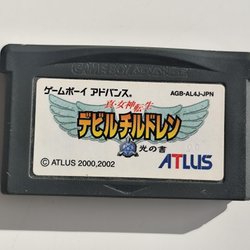 GAME BOY ADVANCE
ゲームボーイ アドバンス AGB-AL4J-JPN
真・女神転生
デビルチルドレン
光の書
© ATLUS 2000,2002 ATLUS